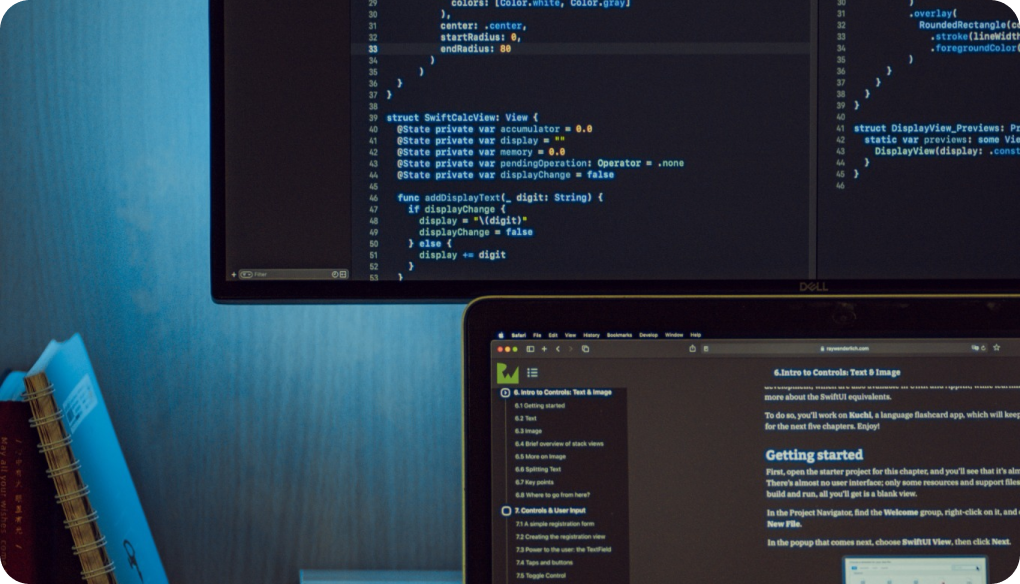 29 colors: [Color.white, Color.gray]
30 ),
31 center: .center,
32 startRadius: 0,
33 endRadius: 80
34 )
35 )
36 }
37 }
38
39 struct SwiftCalcView: View {
40 @State private var accumulator = 0.0
41 @State private var display = ""
42 @State private var memory = 0.0
43 @State private var pendingOperation: Operator = .none
44 @State private var displayChange = false
45
46 func addDisplayText(_ digit: String) {
47 if displayChange {
48 display = "\(digit)"
49 displayChange = false
50 } else {
51 display += digit
52 }
53 }
Filter
30 )
31 .overlay(
32 RoundedRectangle(co
33 .stroke(lineWidth
34 .foregroundColor(
35 )
36 }
37 }
38 }
39 }
40
41 struct DisplayView_Previews: Pr
42 static var previews: some Vie
43 DisplayView(display: .const
44 }
45 }
46
DELL
Safari File Edit View History Bookmarks Develop Window Help
raywenderlich.com
6.Intro to Controls: Text & Image
6. Intro to Controls: Text & Image
6.1 Getting started
6.2 Text
6.3 Image
6.4 Brief overview of stack views
6.5 More on Image
6.6 Splitting Text
6.7 Key points
6.8 Where to go from here?
7. Controls & User Input
7.1 A simple registration form
7.2 Creating the registration view
7.3 Power to the user: the TextField
7.4 Taps and buttons
7.5 Toggle Control
more about the SwiftUI equivalents.
To do so, you'll work on Kuchi, a language flashcard app, which will keep
for the next five chapters. Enjoy!
Getting started
First, open the starter project for this chapter, and you'll see that it's alm
There's almost no user interface; only some resources and support files
build and run, all you'll get is a blank view.
In the Project Navigator, find the Welcome group, right-click on it, and
New File.
In the popup that comes next, choose SwiftUI View, then click Next.
May all your wishes come